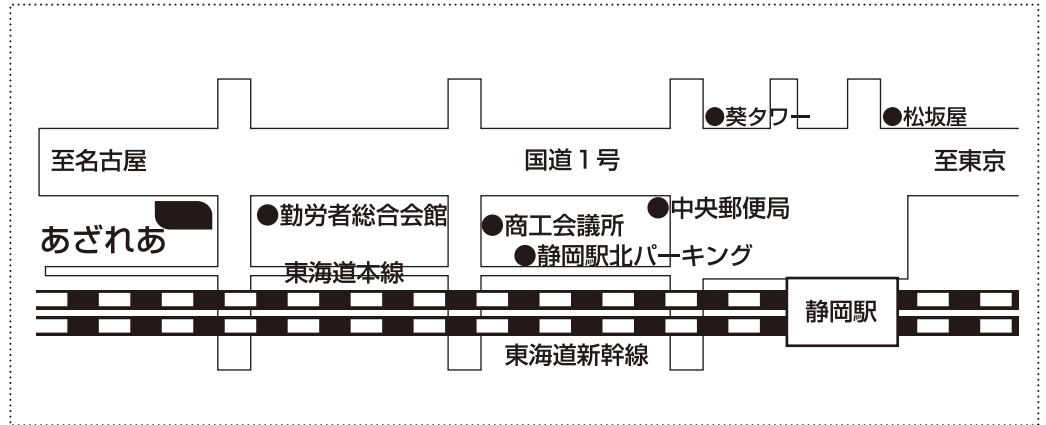 葵タワー
松坂屋
至名古屋
国道1号
至東京
あざれあ
勤労者総合会館
商工会議所
中央郵便局
静岡駅北パーキング
東海道本線
静岡駅
東海道新幹線